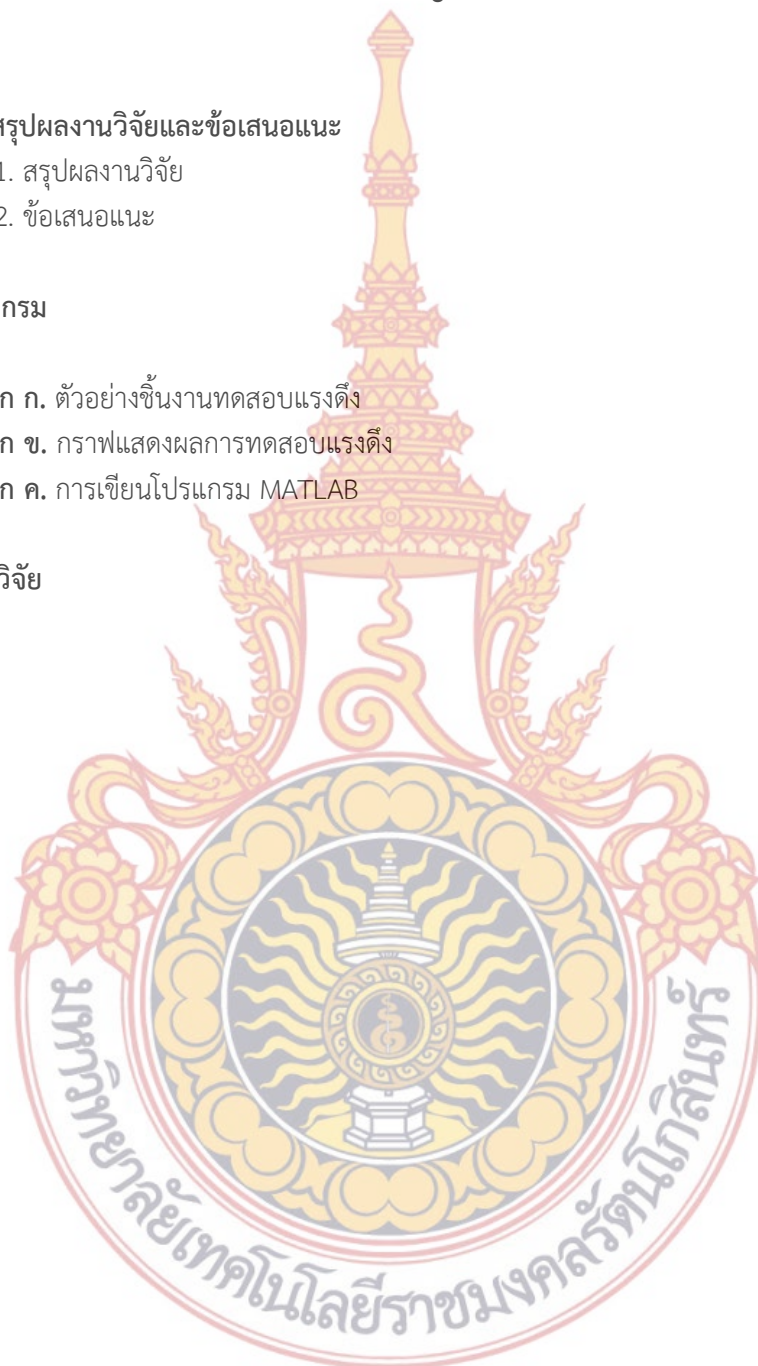 สรุปผลงานวิจัยและข้อเสนอแนะ
1. สรุปผลงานวิจัย
2. ข้อเสนอแนะ
กรม
ก ก. ตัวอย่างชิ้นงานทดสอบแรงดึง
ก ข. กราฟแสดงผลการทดสอบแรงดึง
ก ค. การเขียนโปรแกรม MATLAB
วิจัย
มหาวิทยาลัยเทคโนโลยีราชมงคลรัตนโกสินทร์